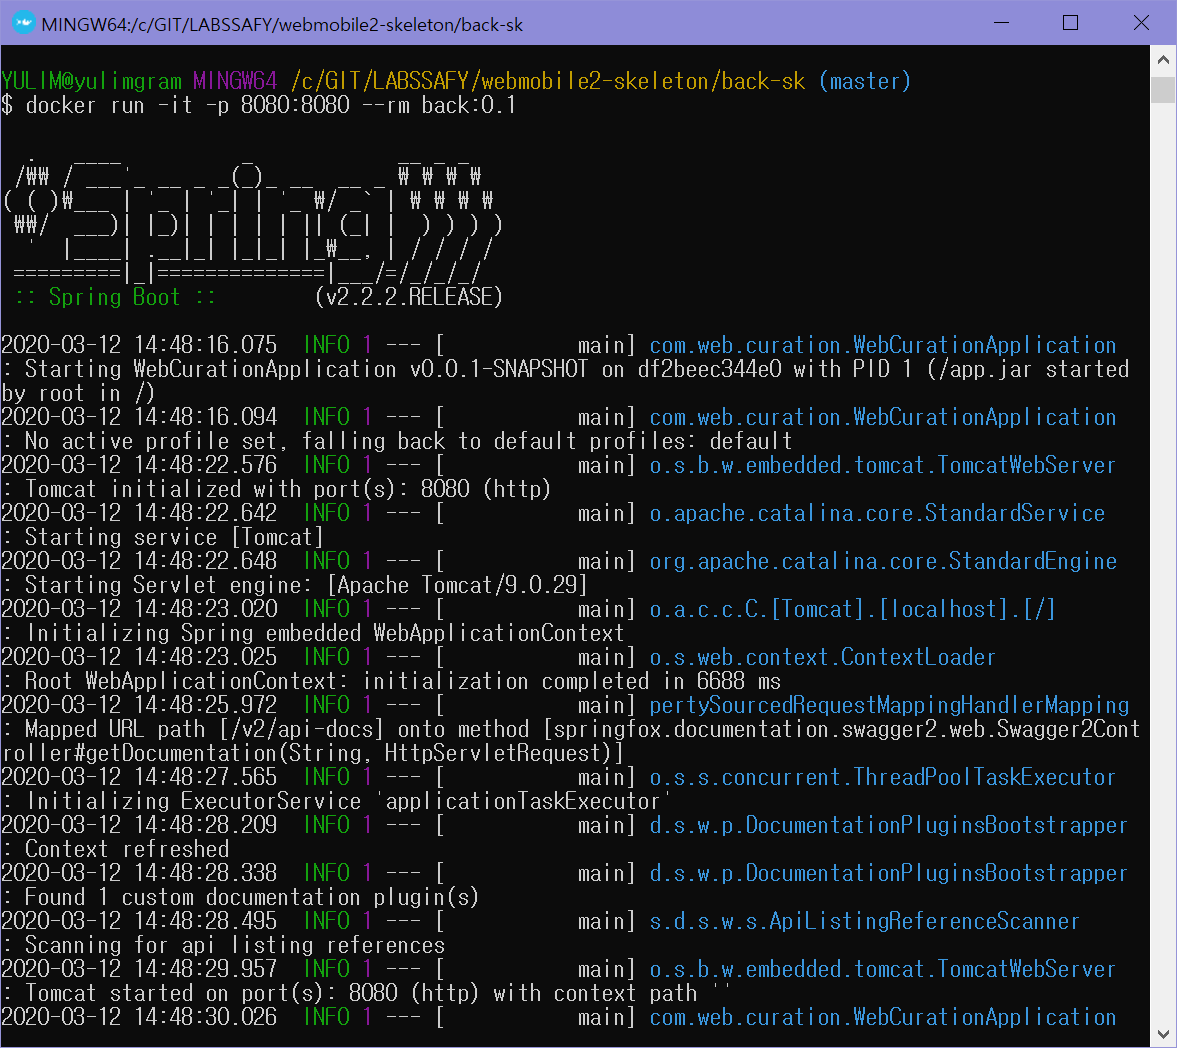 MINGW64:/c/GIT/LABSSAFY/webmobile2-skeleton/back-sk
YULIM@yulimgram MINGW64 /c/GIT/LABSSAFY/webmobile2-skeleton/back-sk (master)
$ docker run -it -p 8080:8080 --rm back:0.1
  .   ____          _            __ _ _
 /₩₩ / ___'_ __ _ _(_)_ __  __ _ ₩ ₩ ₩ ₩
( ( )₩___ | '_ | '_| | '_ ₩/ _` | ₩ ₩ ₩ ₩
 ₩₩/  ___)| |_)| | | | | || (_| |  ) ) ) )
  '  |____| .__|_| |_|_| |_₩__, | / / / /
 =========|_|==============|___/=/_/_/_/
 :: Spring Boot ::        (v2.2.2.RELEASE)
2020-03-12 14:48:16.075  INFO 1 --- [           main] com.web.curation.WebCurationApplication
: Starting WebCurationApplication v0.0.1-SNAPSHOT on df2beec344e0 with PID 1 (/app.jar started
by root in /)
2020-03-12 14:48:16.094  INFO 1 --- [           main] com.web.curation.WebCurationApplication
: No active profile set, falling back to default profiles: default
2020-03-12 14:48:22.576  INFO 1 --- [           main] o.s.b.w.embedded.tomcat.TomcatWebServer
: Tomcat initialized with port(s): 8080 (http)
2020-03-12 14:48:22.642  INFO 1 --- [           main] o.apache.catalina.core.StandardService
: Starting service [Tomcat]
2020-03-12 14:48:22.648  INFO 1 --- [           main] org.apache.catalina.core.StandardEngine
: Starting Servlet engine: [Apache Tomcat/9.0.29]
2020-03-12 14:48:23.020  INFO 1 --- [           main] o.a.c.c.C.[Tomcat].[localhost].[/]
: Initializing Spring embedded WebApplicationContext
2020-03-12 14:48:23.025  INFO 1 --- [           main] o.s.web.context.ContextLoader
: Root WebApplicationContext: initialization completed in 6688 ms
2020-03-12 14:48:25.972  INFO 1 --- [           main] pertySourcedRequestMappingHandlerMapping
: Mapped URL path [/v2/api-docs] onto method [springfox.documentation.swagger2.web.Swagger2Cont
roller#getDocumentation(String, HttpServletRequest)]
2020-03-12 14:48:27.565  INFO 1 --- [           main] o.s.s.concurrent.ThreadPoolTaskExecutor
: Initializing ExecutorService 'applicationTaskExecutor'
2020-03-12 14:48:28.209  INFO 1 --- [           main] d.s.w.p.DocumentationPluginsBootstrapper
: Context refreshed
2020-03-12 14:48:28.338  INFO 1 --- [           main] d.s.w.p.DocumentationPluginsBootstrapper
: Found 1 custom documentation plugin(s)
2020-03-12 14:48:28.495  INFO 1 --- [           main] s.d.s.w.s.ApiListingReferenceScanner
: Scanning for api listing references
2020-03-12 14:48:29.957  INFO 1 --- [           main] o.s.b.w.embedded.tomcat.TomcatWebServer
: Tomcat started on port(s): 8080 (http) with context path ''
2020-03-12 14:48:30.026  INFO 1 --- [           main] com.web.curation.WebCurationApplication